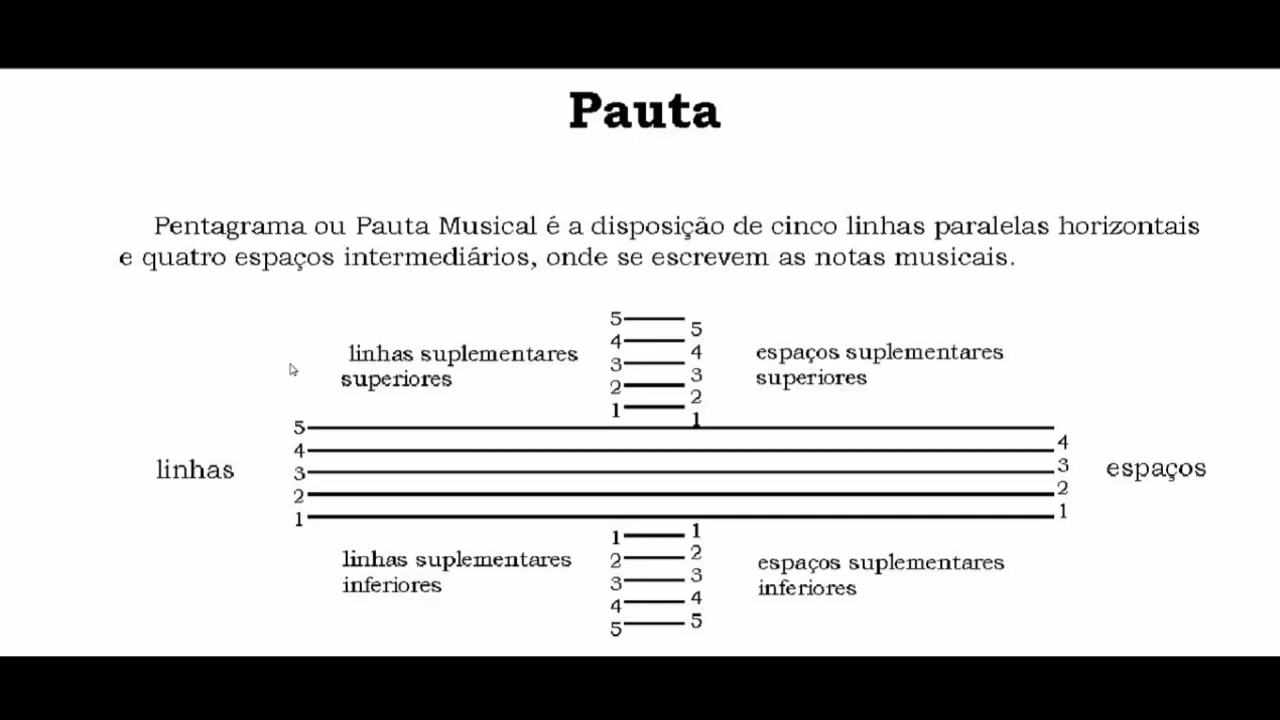 Pauta
Pentagrama ou Pauta Musical é a disposição de cinco linhas paralelas horizontais
e quatro espaços intermediários, onde se escrevem as notas musicais.
linhas suplementares
superiores
5
4
3
2
1
5
4
3
2
1
espaços suplementares
superiores
linhas
5
4
3
2
1
4
3
2
1
espaços
linhas suplementares
inferiores
1
2
3
4
5
1
2
3
4
5
espaços suplementares
inferiores